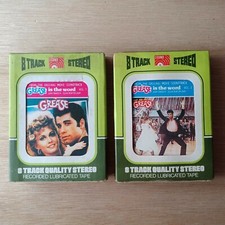 8 TRACK STEREO
GREASE is the word
GREASE
8 TRACK QUALITY STEREO
RECORDED LUBRICATED TAPE
8 TRACK STEREO
GREASE is the word
8 TRACK QUALITY STEREO
RECORDED LUBRICATED TAPE